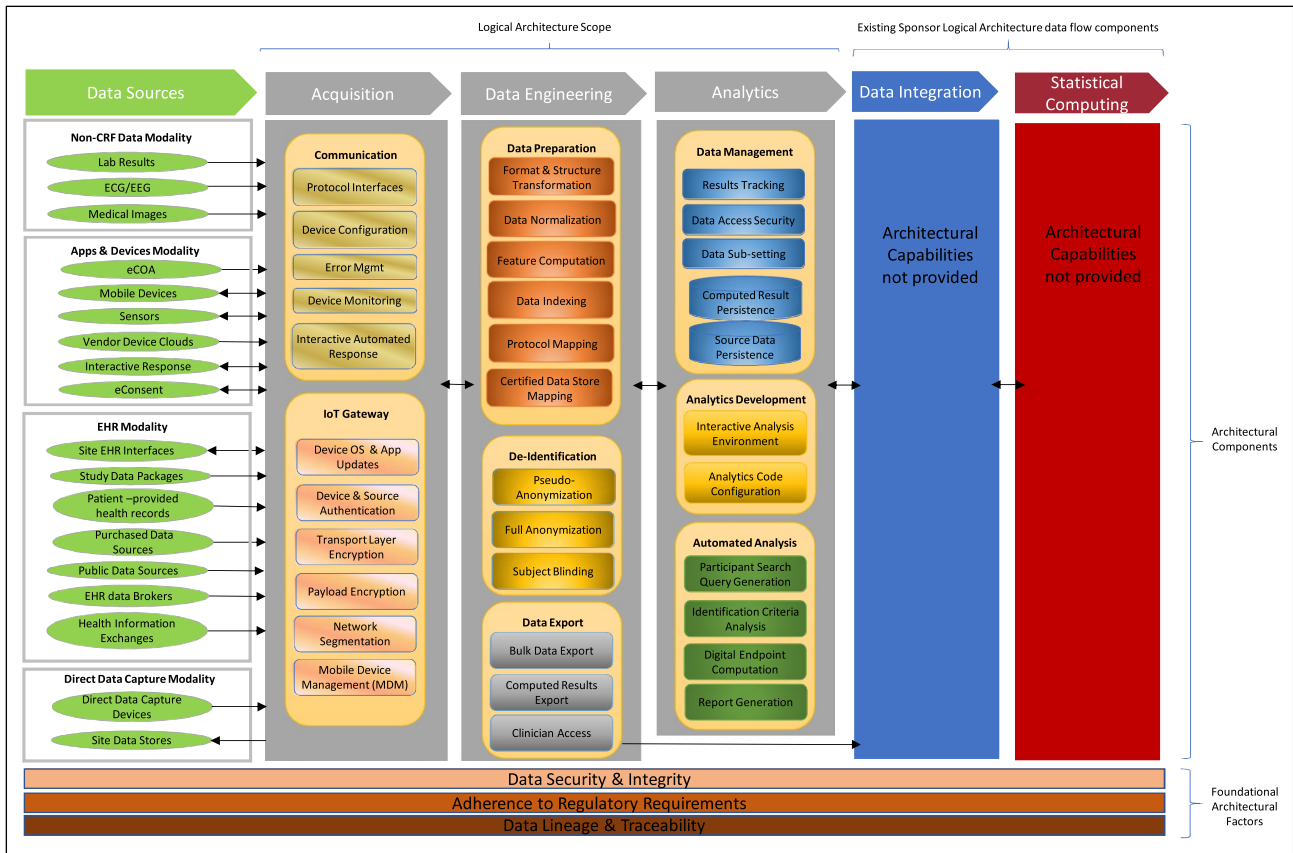 Logical Architecture Scope
Existing Sponsor Logical Architecture data flow components
Data Sources
Acquisition
Data Engineering
Analytics
Data Integration
Statistical
Computing
Non-CRF Data Modality
Lab Results
ECG/EEG
Medical Images
Apps & Devices Modality
eCOA
Mobile Devices
Sensors
Vendor Device Clouds
Interactive Response
eConsent
EHR Modality
Site EHR Interfaces
Study Data Packages
Patient –provided
health records
Purchased Data
Sources
Public Data Sources
EHR data Brokers
Health Information
Exchanges
Direct Data Capture Modality
Direct Data Capture
Devices
Site Data Stores
Communication
Protocol Interfaces
Device Configuration
Error Mgmt
Device Monitoring
Interactive Automated
Response
IoT Gateway
Device OS & App
Updates
Device & Source
Authentication
Transport Layer
Encryption
Payload Encryption
Network
Segmentation
Mobile Device
Management (MDM)
Data Preparation
Format & Structure
Transformation
Data Normalization
Feature Computation
Data Indexing
Protocol Mapping
Certified Data Store
Mapping
De-Identification
Pseudo-
Anonymization
Full Anonymization
Subject Blinding
Data Export
Bulk Data Export
Computed Results
Export
Clinician Access
Data Management
Results Tracking
Data Access Security
Data Sub-setting
Computed Result
Persistence
Source Data
Persistence
Analytics Development
Interactive Analysis
Environment
Analytics Code
Configuration
Automated Analysis
Participant Search
Query Generation
Identification Criteria
Analysis
Digital Endpoint
Computation
Report Generation
Architectural
Capabilities
not provided
Architectural
Capabilities
not provided
Architectural
Components
Data Security & Integrity
Adherence to Regulatory Requirements
Data Lineage & Traceability
Foundational
Architectural
Factors